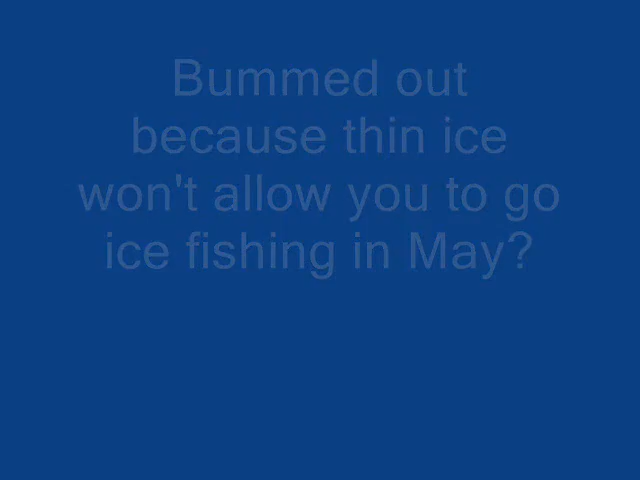 Bummed out
because thin ice
won't allow you to go
ice fishing in May?